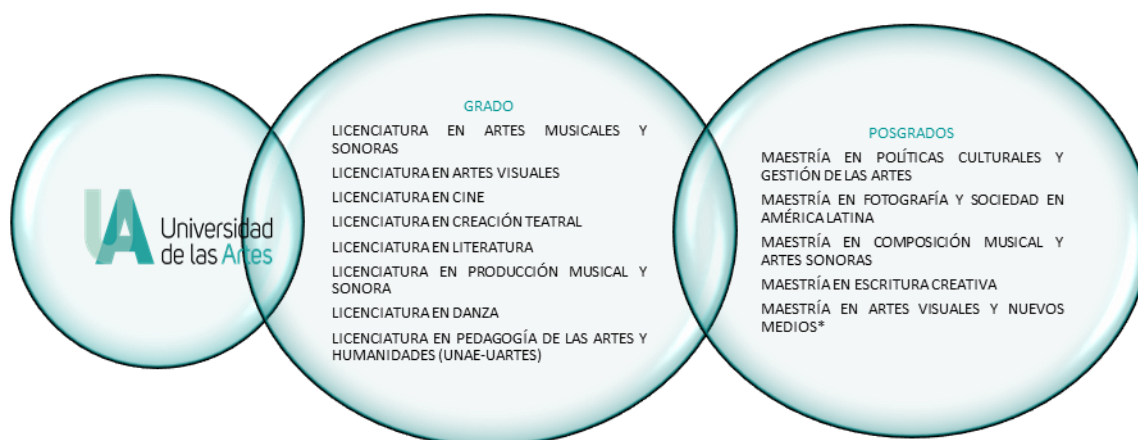 UA
Universidad
de las Artes
GRADO
LICENCIATURA EN ARTES MUSICALES Y
SONORAS
LICENCIATURA EN ARTES VISUALES
LICENCIATURA EN CINE
LICENCIATURA EN CREACIÓN TEATRAL
LICENCIATURA EN LITERATURA
LICENCIATURA EN PRODUCCIÓN MUSICAL Y
SONORA
LICENCIATURA EN DANZA
LICENCIATURA EN PEDAGOGÍA DE LAS ARTES Y
HUMANIDADES (UNAE-UARTES)
POSGRADOS
MAESTRÍA EN POLÍTICAS CULTURALES Y
GESTIÓN DE LAS ARTES
MAESTRÍA EN FOTOGRAFÍA Y SOCIEDAD EN
AMÉRICA LATINA
MAESTRÍA EN COMPOSICIÓN MUSICAL Y
ARTES SONORAS
MAESTRÍA EN ESCRITURA CREATIVA
MAESTRÍA EN ARTES VISUALES Y NUEVOS
MEDIOS*